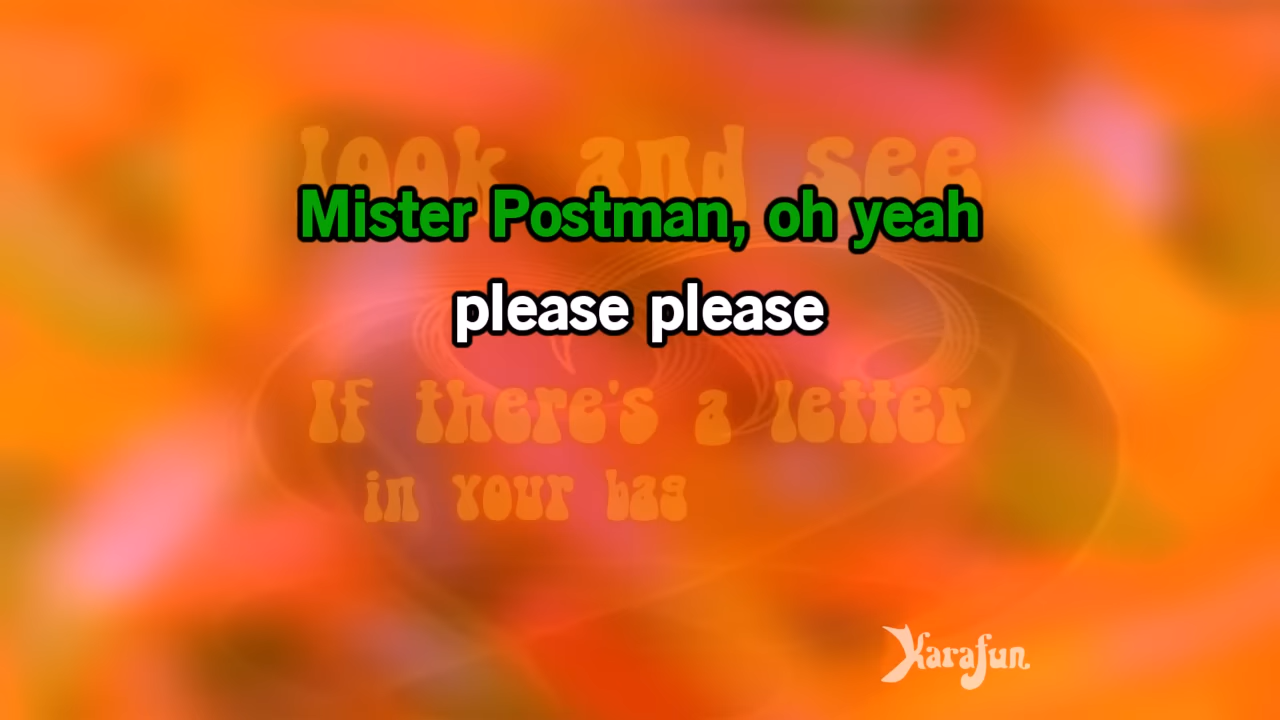 look and see
Mister Postman, oh yeah
please please
If there's a letter
in your bag
Karafun